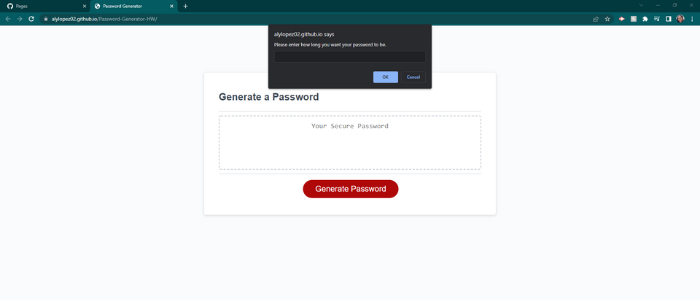 Pages
Password Generator
alylopez02.github.io/Password-Generator-HW/
alylopez02.github.io says
Please enter how long you want your password to be.
OK
Cancel
Generate a Password
Your Secure Password
Generate Password